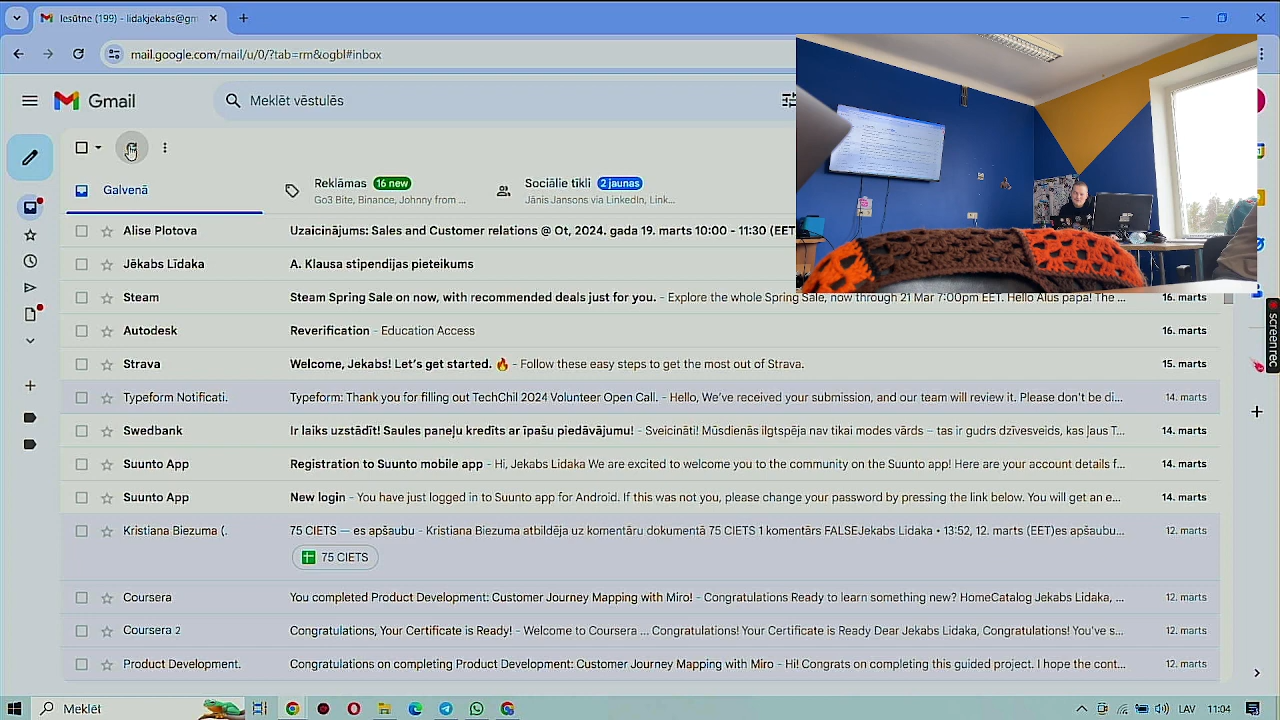 Iesūtne (199) - lidakjekabs@gm
mail.google.com/mail/u/0/?tab=rm&ogbl#inbox
Gmail
Meklēt vēstulēs
Galvenā
Reklāmas 16 new
Go3 Bite, Binance, Johnny from ...
Sociālie tīkli 2 jaunas
Jānis Jansons via LinkedIn, Link...
Alise Plotova Uzaicinājums: Sales and Customer relations @ Ot, 2024. gada 19. marts 10:00 - 11:30 (EET
Jēkabs Līdaka A. Klausa stipendijas pieteikums
Steam Steam Spring Sale on now, with recommended deals just for you. - Explore the whole Spring Sale, now through 21 Mar 7:00pm EET. Hello Alus papa! The ... 16. marts
Autodesk Reverification - Education Access 16. marts
Strava Welcome, Jekabs! Let's get started. 🔥 - Follow these easy steps to get the most out of Strava. 15. marts
Typeform Notificati. Typeform: Thank you for filling out TechChil 2024 Volunteer Open Call. - Hello, We've received your submission, and our team will review it. Please don't be di... 14. marts
Swedbank Ir laiks uzstādīt! Saules paneļu kredīts ar īpašu piedāvājumu! - Sveicināti! Mūsdienās ilgtspēja nav tikai modes vārds – tas ir gudrs dzīvesveids, kas ļaus T... 14. marts
Suunto App Registration to Suunto mobile app - Hi, Jekabs Lidaka We are excited to welcome you to the community on the Suunto app! Here are your account details f... 14. marts
Suunto App New login - You have just logged in to Suunto app for Android. If this was not you, please change your password by pressing the link below. You will get an e... 14. marts
Kristiana Biezuma (. 75 CIETS — es apšaubu - Kristiana Biezuma atbildēja uz komentāru dokumentā 75 CIETS 1 komentārs FALSEJekabs Lidaka • 13:52, 12. marts (EET)es apšaubu... 12. marts
75 CIETS
Coursera You completed Product Development: Customer Journey Mapping with Miro! - Congratulations Ready to learn something new? HomeCatalog Jekabs Lidaka, ... 12. marts
Coursera 2 Congratulations, Your Certificate is Ready! - Welcome to Coursera ... Congratulations! Your Certificate is Ready Dear Jekabs Lidaka, Congratulations! You've s... 12. marts
Product Development. Congratulations on completing Product Development: Customer Journey Mapping with Miro - Hi! Congrats on completing this guided project. I hope the cont... 12. marts
screenrec
Meklēt
LAV 11:04